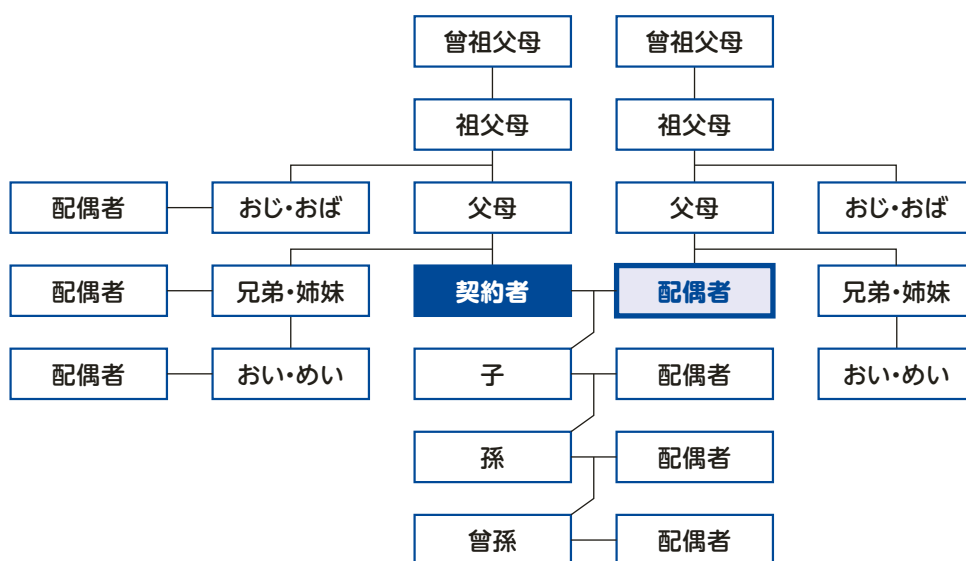 曾祖父母
曾祖父母
祖父母
祖父母
配偶者
おじ・おば
父母
父母
おじ・おば
配偶者
兄弟・姉妹
契約者
配偶者
兄弟・姉妹
配偶者
おい・めい
子
配偶者
おい・めい
孫
配偶者
曾孫
配偶者